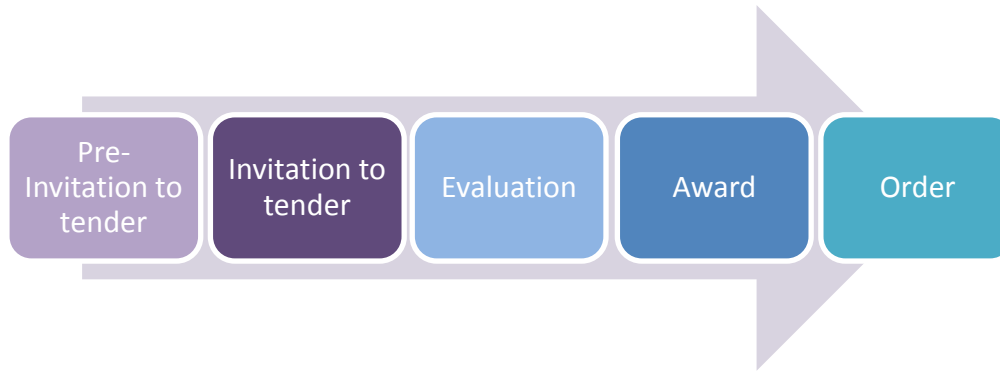 Pre-
Invitation to
tender
Invitation to
tender
Evaluation
Award
Order